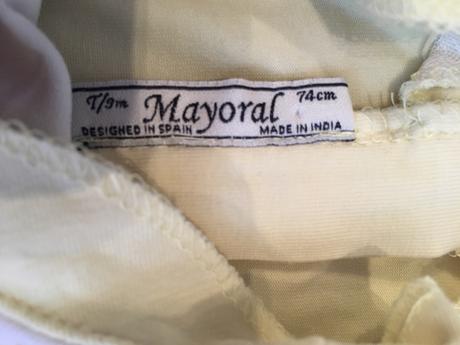 T/9m Mayoral 74cm
DESIGNED IN SPAIN MADE IN INDIA